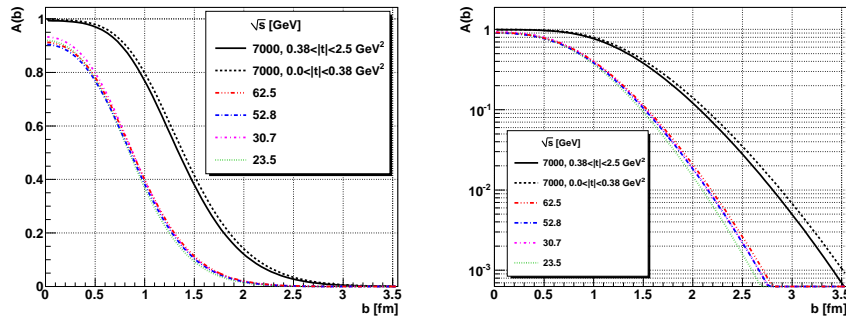 A(b)
1
0.8
0.6
0.4
0.2
0
0 0.5 1 1.5 2 2.5 3 3.5
b [fm]
√s [GeV]
7000, 0.38<|t|<2.5 GeV²
7000, 0.0<|t|<0.38 GeV²
62.5
52.8
30.7
23.5
A(b)
1
10⁻¹
10⁻²
10⁻³
0 0.5 1 1.5 2 2.5 3 3.5
b [fm]
√s [GeV]
7000, 0.38<|t|<2.5 GeV²
7000, 0.0<|t|<0.38 GeV²
62.5
52.8
30.7
23.5